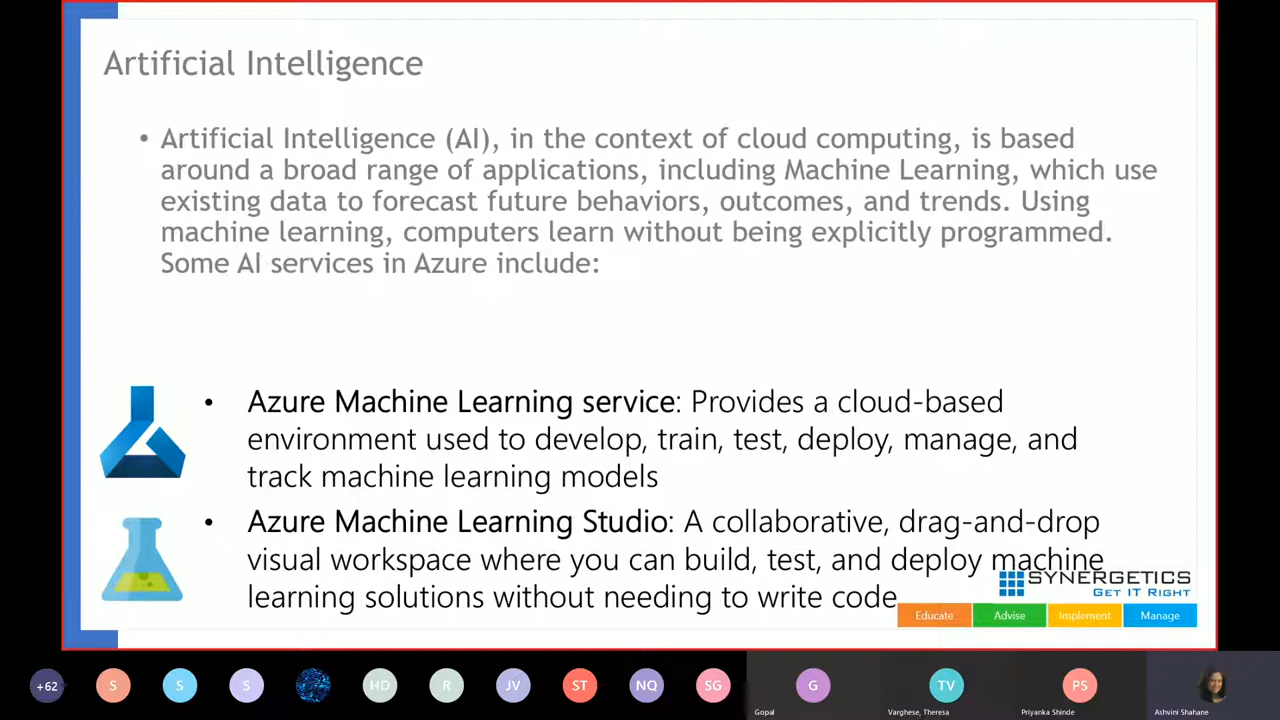 Artificial Intelligence
• Artificial Intelligence (AI), in the context of cloud computing, is based
around a broad range of applications, including Machine Learning, which use
existing data to forecast future behaviors, outcomes, and trends. Using
machine learning, computers learn without being explicitly programmed.
Some AI services in Azure include:
• Azure Machine Learning service: Provides a cloud-based
environment used to develop, train, test, deploy, manage, and
track machine learning models
• Azure Machine Learning Studio: A collaborative, drag-and-drop
visual workspace where you can build, test, and deploy machine
learning solutions without needing to write code
SYNERGETICS
GET IT RIGHT
Educate Advise Implement Manage
+62 S S S HD R JV ST NQ SG G TV PS
Gopal Varghese, Theresa Priyanka Shinde Ashvini Shahane